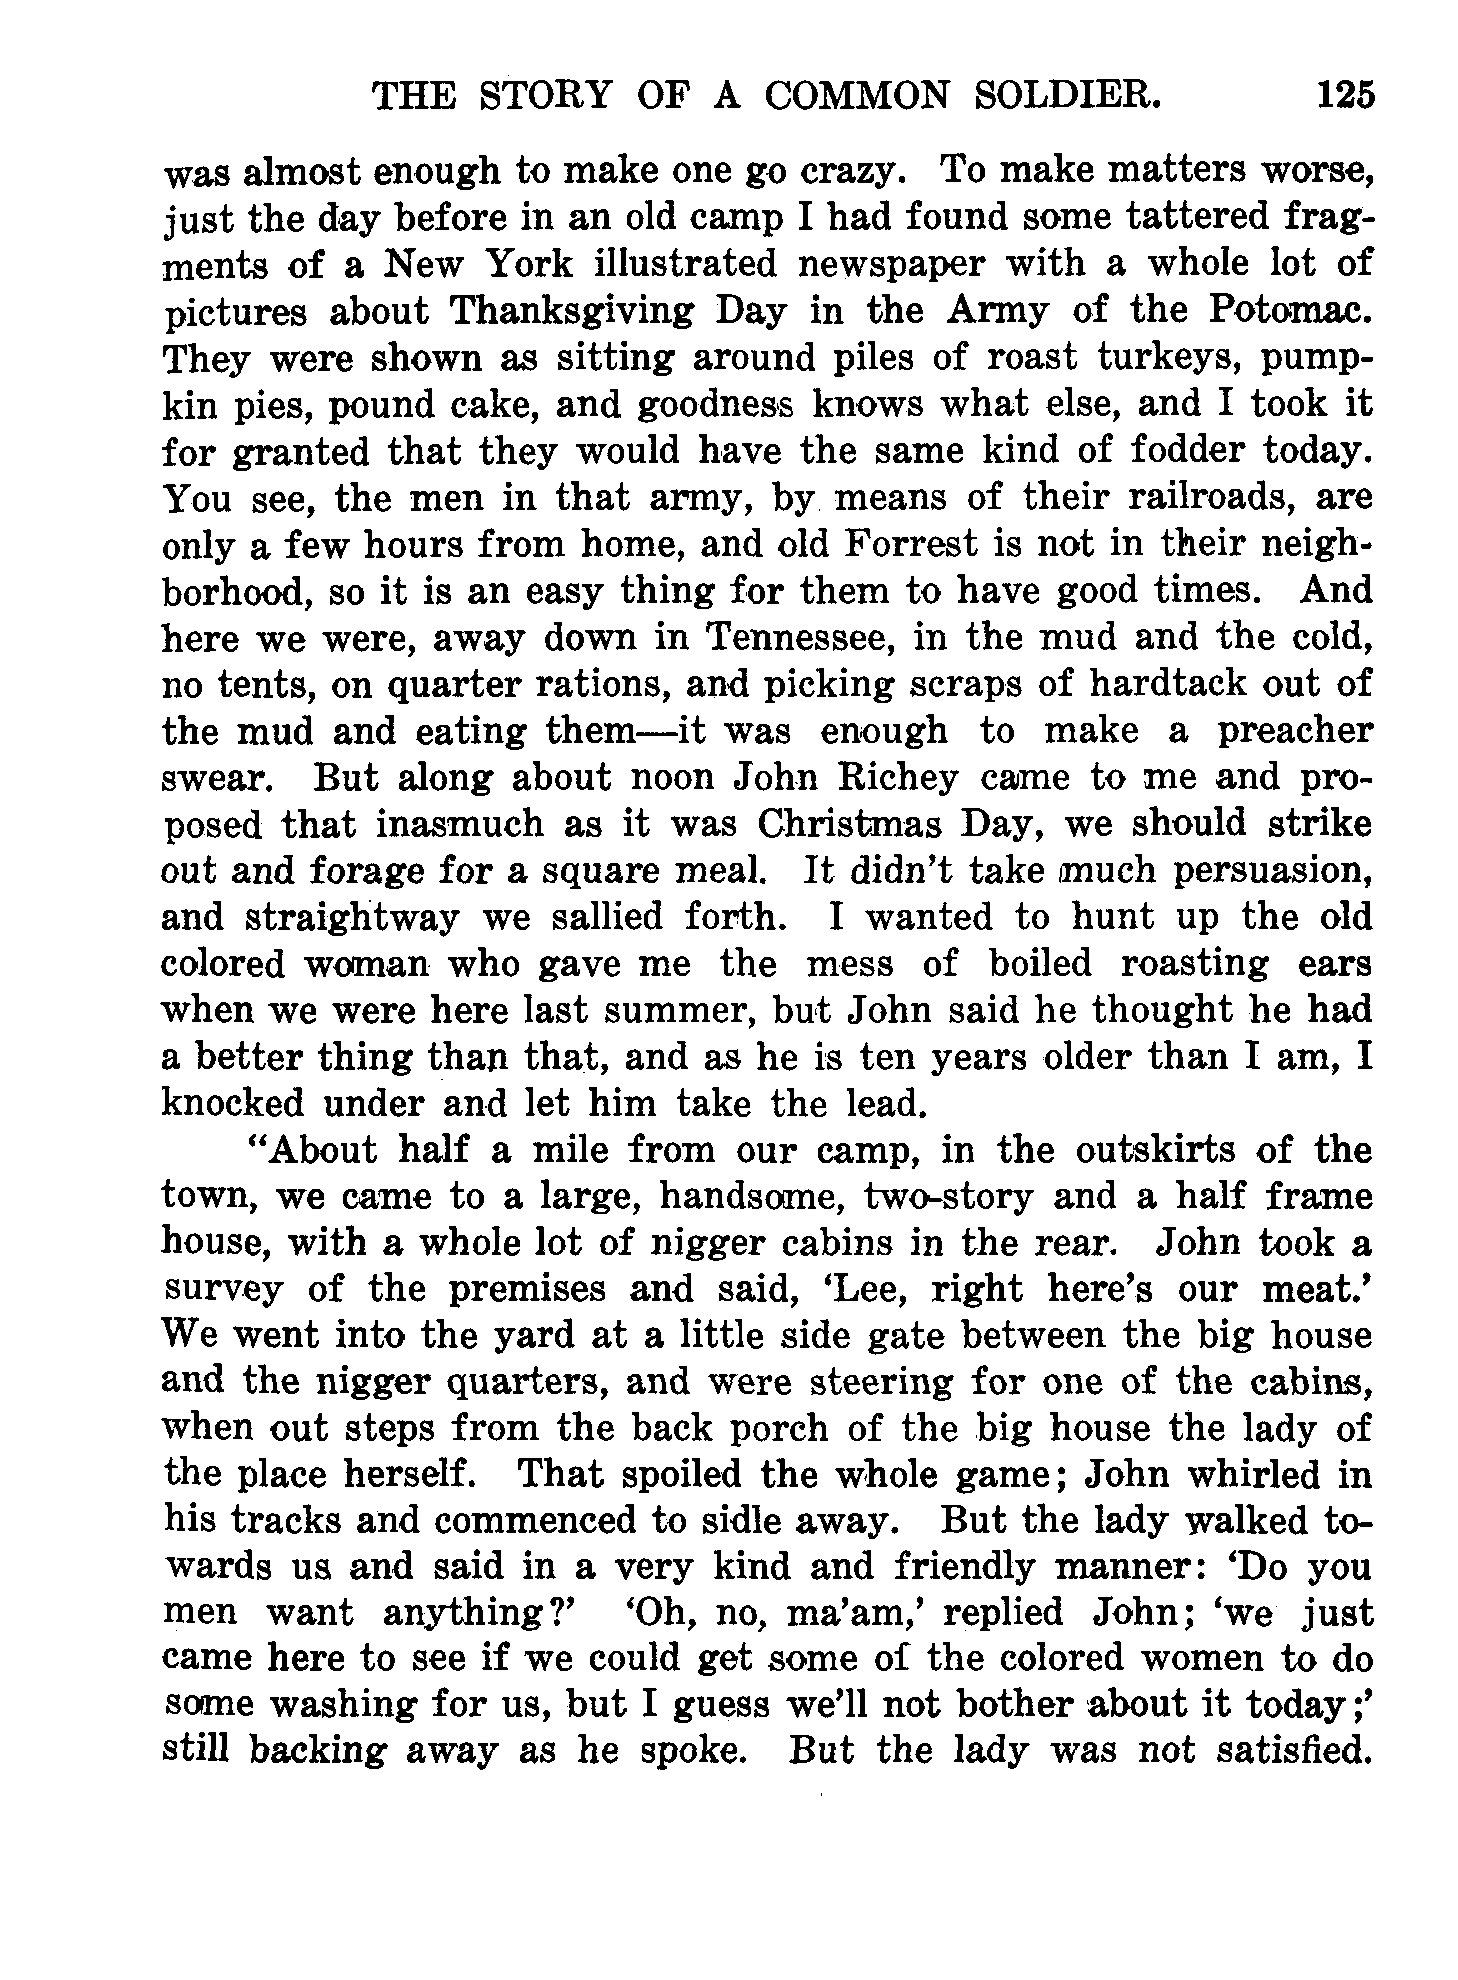 THE STORY OF A COMMON SOLDIER. 125
was almost enough to make one go crazy. To make matters worse,
just the day before in an old camp I had found some tattered frag-
ments of a New York illustrated newspaper with a whole lot of
pictures about Thanksgiving Day in the Army of the Potomac.
They were shown as sitting around piles of roast turkeys, pump-
kin pies, pound cake, and goodness knows what else, and I took it
for granted that they would have the same kind of fodder today.
You see, the men in that army, by means of their railroads, are
only a few hours from home, and old Forrest is not in their neigh-
borhood, so it is an easy thing for them to have good times. And
here we were, away down in Tennessee, in the mud and the cold,
no tents, on quarter rations, and picking scraps of hardtack out of
the mud and eating them—it was enough to make a preacher
swear. But along about noon John Richey came to me and pro-
posed that inasmuch as it was Christmas Day, we should strike
out and forage for a square meal. It didn't take much persuasion,
and straightway we sallied forth. I wanted to hunt up the old
colored woman who gave me the mess of boiled roasting ears
when we were here last summer, but John said he thought he had
a better thing than that, and as he is ten years older than I am, I
knocked under and let him take the lead.
"About half a mile from our camp, in the outskirts of the
town, we came to a large, handsome, two-story and a half frame
house, with a whole lot of nigger cabins in the rear. John took a
survey of the premises and said, 'Lee, right here's our meat.'
We went into the yard at a little side gate between the big house
and the nigger quarters, and were steering for one of the cabins,
when out steps from the back porch of the big house the lady of
the place herself. That spoiled the whole game; John whirled in
his tracks and commenced to sidle away. But the lady walked to-
wards us and said in a very kind and friendly manner: 'Do you
men want anything?' 'Oh, no, ma'am,' replied John; 'we just
came here to see if we could get some of the colored women to do
some washing for us, but I guess we'll not bother about it today;'
still backing away as he spoke. But the lady was not satisfied.